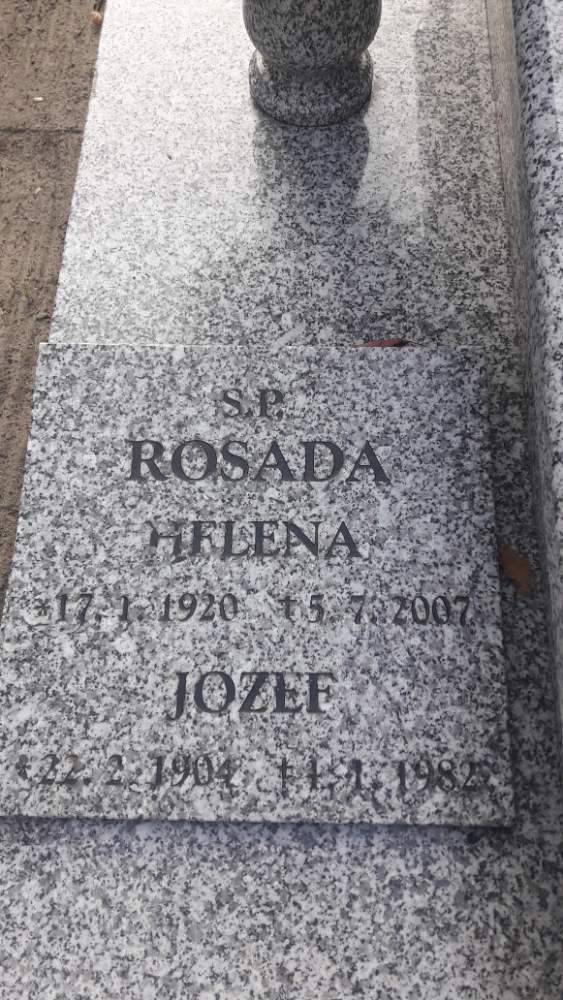 S.P.
ROSADA
HELENA
*17. 1. 1920 †5. 7. 2007
JOZEF
*22. 2. 1904 †1. 1. 1982